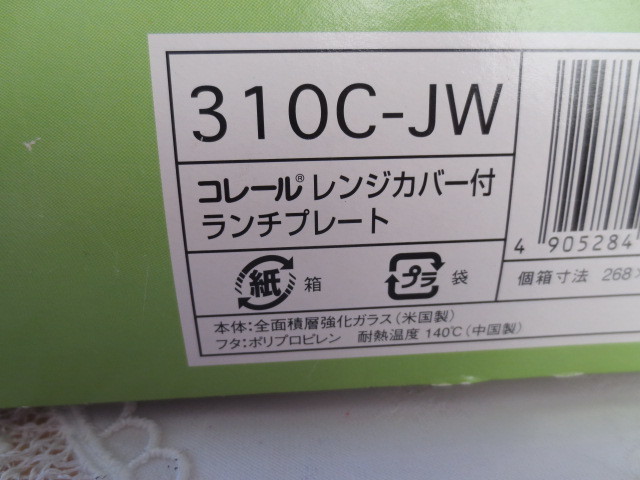 310C-JW
コレール® レンジカバー付
ランチプレート
紙 箱
プラ 袋
4 905284
個箱寸法 268×
本体:全面積層強化ガラス(米国製)
フタ:ポリプロピレン 耐熱温度 140℃(中国製)